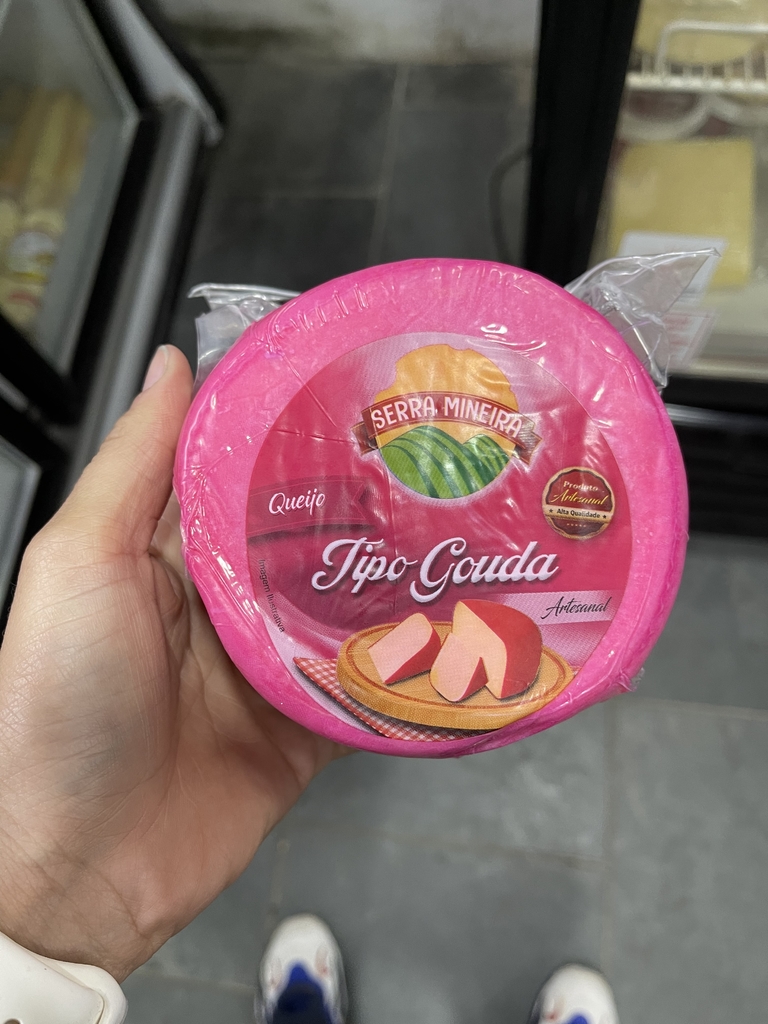 SERRA MINEIRA
Queijo
Produto
Artesanal
Alta Qualidade
Tipo Gouda
Artesanal
Imagem Ilustrativa